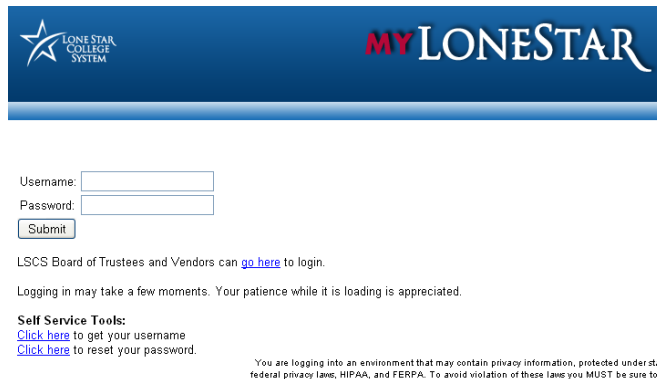 LONE STAR
COLLEGE
SYSTEM
MYLONESTAR
Username:
Password:
Submit
LSCS Board of Trustees and Vendors can go here to login.
Logging in may take a few moments. Your patience while it is loading is appreciated.
Self Service Tools:
Click here to get your username
Click here to reset your password.
You are logging into an environment that may contain privacy information, protected under
federal privacy laws, HIPAA, and FERPA. To avoid violation of these laws you MUST be sure to